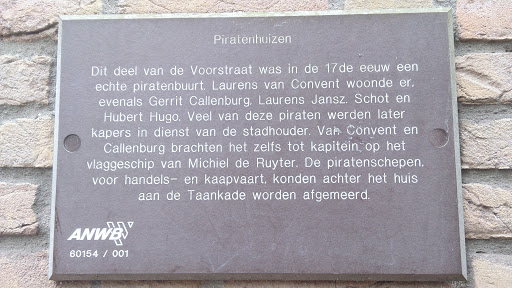 Piratenhuizen
Dit deel van de Voorstraat was in de 17de eeuw een
echte piratenbuurt. Laurens van Convent woonde er,
evenals Gerrit Callenburg, Laurens Jansz. Schot en
Hubert Hugo. Veel van deze piraten werden later
kapers in dienst van de stadhouder. Van Convent en
Callenburg brachten het zelfs tot kapitein op het
vlaggeschip van Michiel de Ruyter. De piratenschepen,
voor handels- en kaapvaart, konden achter het huis
aan de Taankade worden afgemeerd.
ANWB
60154 / 001